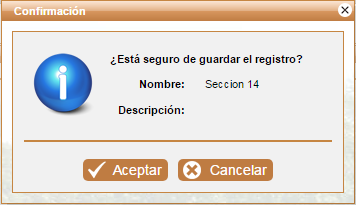 Confirmación
¿Está seguro de guardar el registro?
Nombre: Seccion 14
Descripción:
Aceptar Cancelar